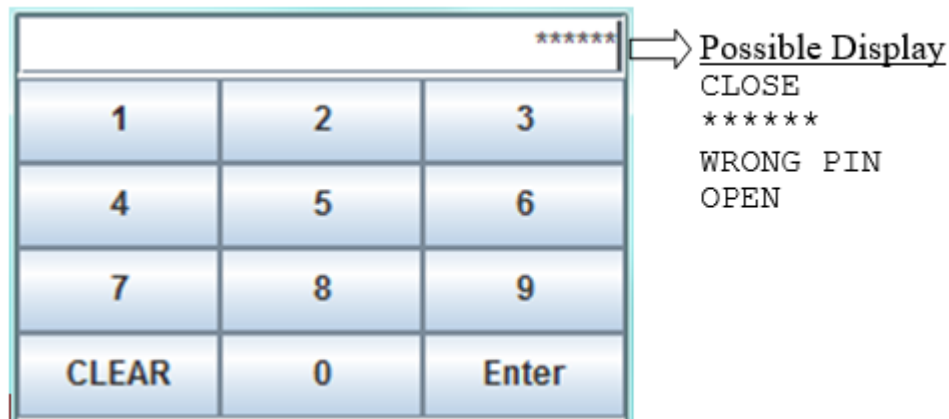 ******
1 2 3
4 5 6
7 8 9
CLEAR 0 Enter
Possible Display
CLOSE
******
WRONG PIN
OPEN